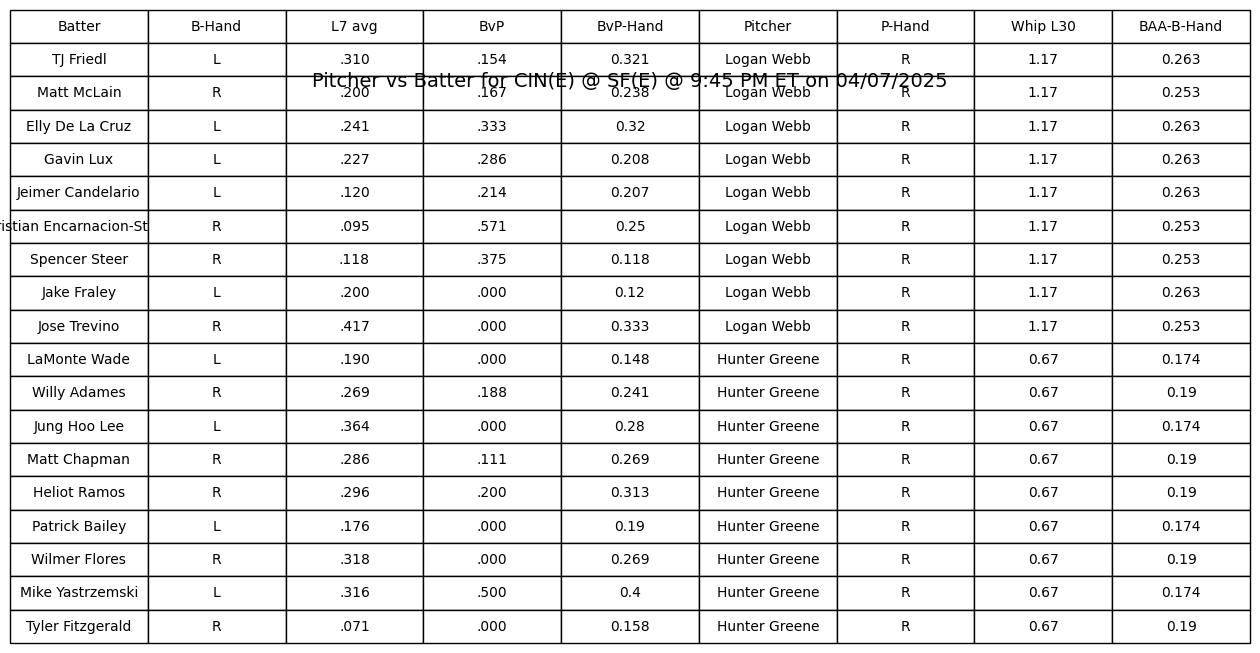 Batter B-Hand L7 avg BvP BvP-Hand Pitcher P-Hand Whip L30 BAA-B-Hand
TJ Friedl L .310 .154 0.321 Logan Webb R 1.17 0.263
Pitcher vs Batter for CIN(E) @ SF(E) @ 9:45 PM ET on 04/07/2025
Matt McLain R .200 .167 0.238 Logan Webb R 1.17 0.253
Elly De La Cruz L .241 .333 0.32 Logan Webb R 1.17 0.263
Gavin Lux L .227 .286 0.208 Logan Webb R 1.17 0.263
Jeimer Candelario L .120 .214 0.207 Logan Webb R 1.17 0.263
istian Encarnacion-St R .095 .571 0.25 Logan Webb R 1.17 0.253
Spencer Steer R .118 .375 0.118 Logan Webb R 1.17 0.253
Jake Fraley L .200 .000 0.12 Logan Webb R 1.17 0.263
Jose Trevino R .417 .000 0.333 Logan Webb R 1.17 0.253
LaMonte Wade L .190 .000 0.148 Hunter Greene R 0.67 0.174
Willy Adames R .269 .188 0.241 Hunter Greene R 0.67 0.19
Jung Hoo Lee L .364 .000 0.28 Hunter Greene R 0.67 0.174
Matt Chapman R .286 .111 0.269 Hunter Greene R 0.67 0.19
Heliot Ramos R .296 .200 0.313 Hunter Greene R 0.67 0.19
Patrick Bailey L .176 .000 0.19 Hunter Greene R 0.67 0.174
Wilmer Flores R .318 .000 0.269 Hunter Greene R 0.67 0.19
Mike Yastrzemski L .316 .500 0.4 Hunter Greene R 0.67 0.174
Tyler Fitzgerald R .071 .000 0.158 Hunter Greene R 0.67 0.19